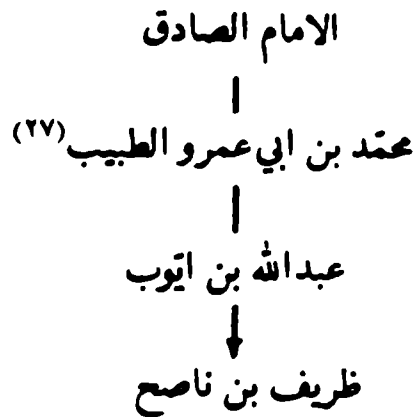 الامام الصادق
محمّد بن ابي عمرو الطبيب (٢٧)
عبدالله بن ايّوب
ظريف بن ناصح